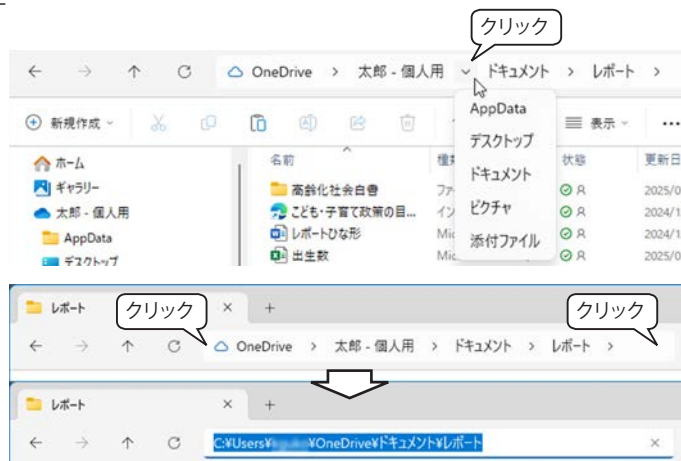 クリック
OneDrive > 太郎 - 個人用 ドキュメント > レポート >
新規作成 表示 ...
AppData
デスクトップ
ドキュメント
ピクチャ
添付ファイル
ホーム
ギャラリー
太郎 - 個人用
AppData
デスクトップ
名前 状態 更新日
高齢化社会白書 ファ 2025/0
こども・子育て政策の目... イン 2024/1
レポートひな形 Mic 2024/1
出生数 Mic 2025/0
レポート × +
クリック クリック
OneDrive > 太郎 - 個人用 > ドキュメント > レポート >
レポート × +
C:¥Users¥ ¥OneDrive¥ドキュメント¥レポート ×